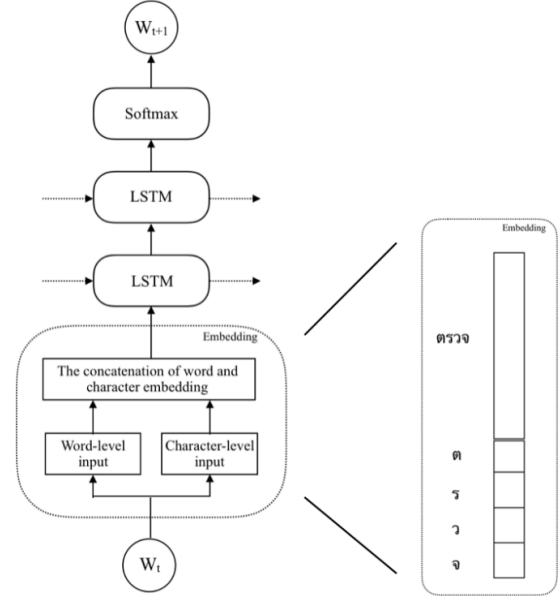 Wt+1
Softmax
LSTM
LSTM
Embedding
The concatenation of word and
character embedding
Word-level
input
Character-level
input
Wt
Embedding
ตรวจ
ต
ร
ว
จ